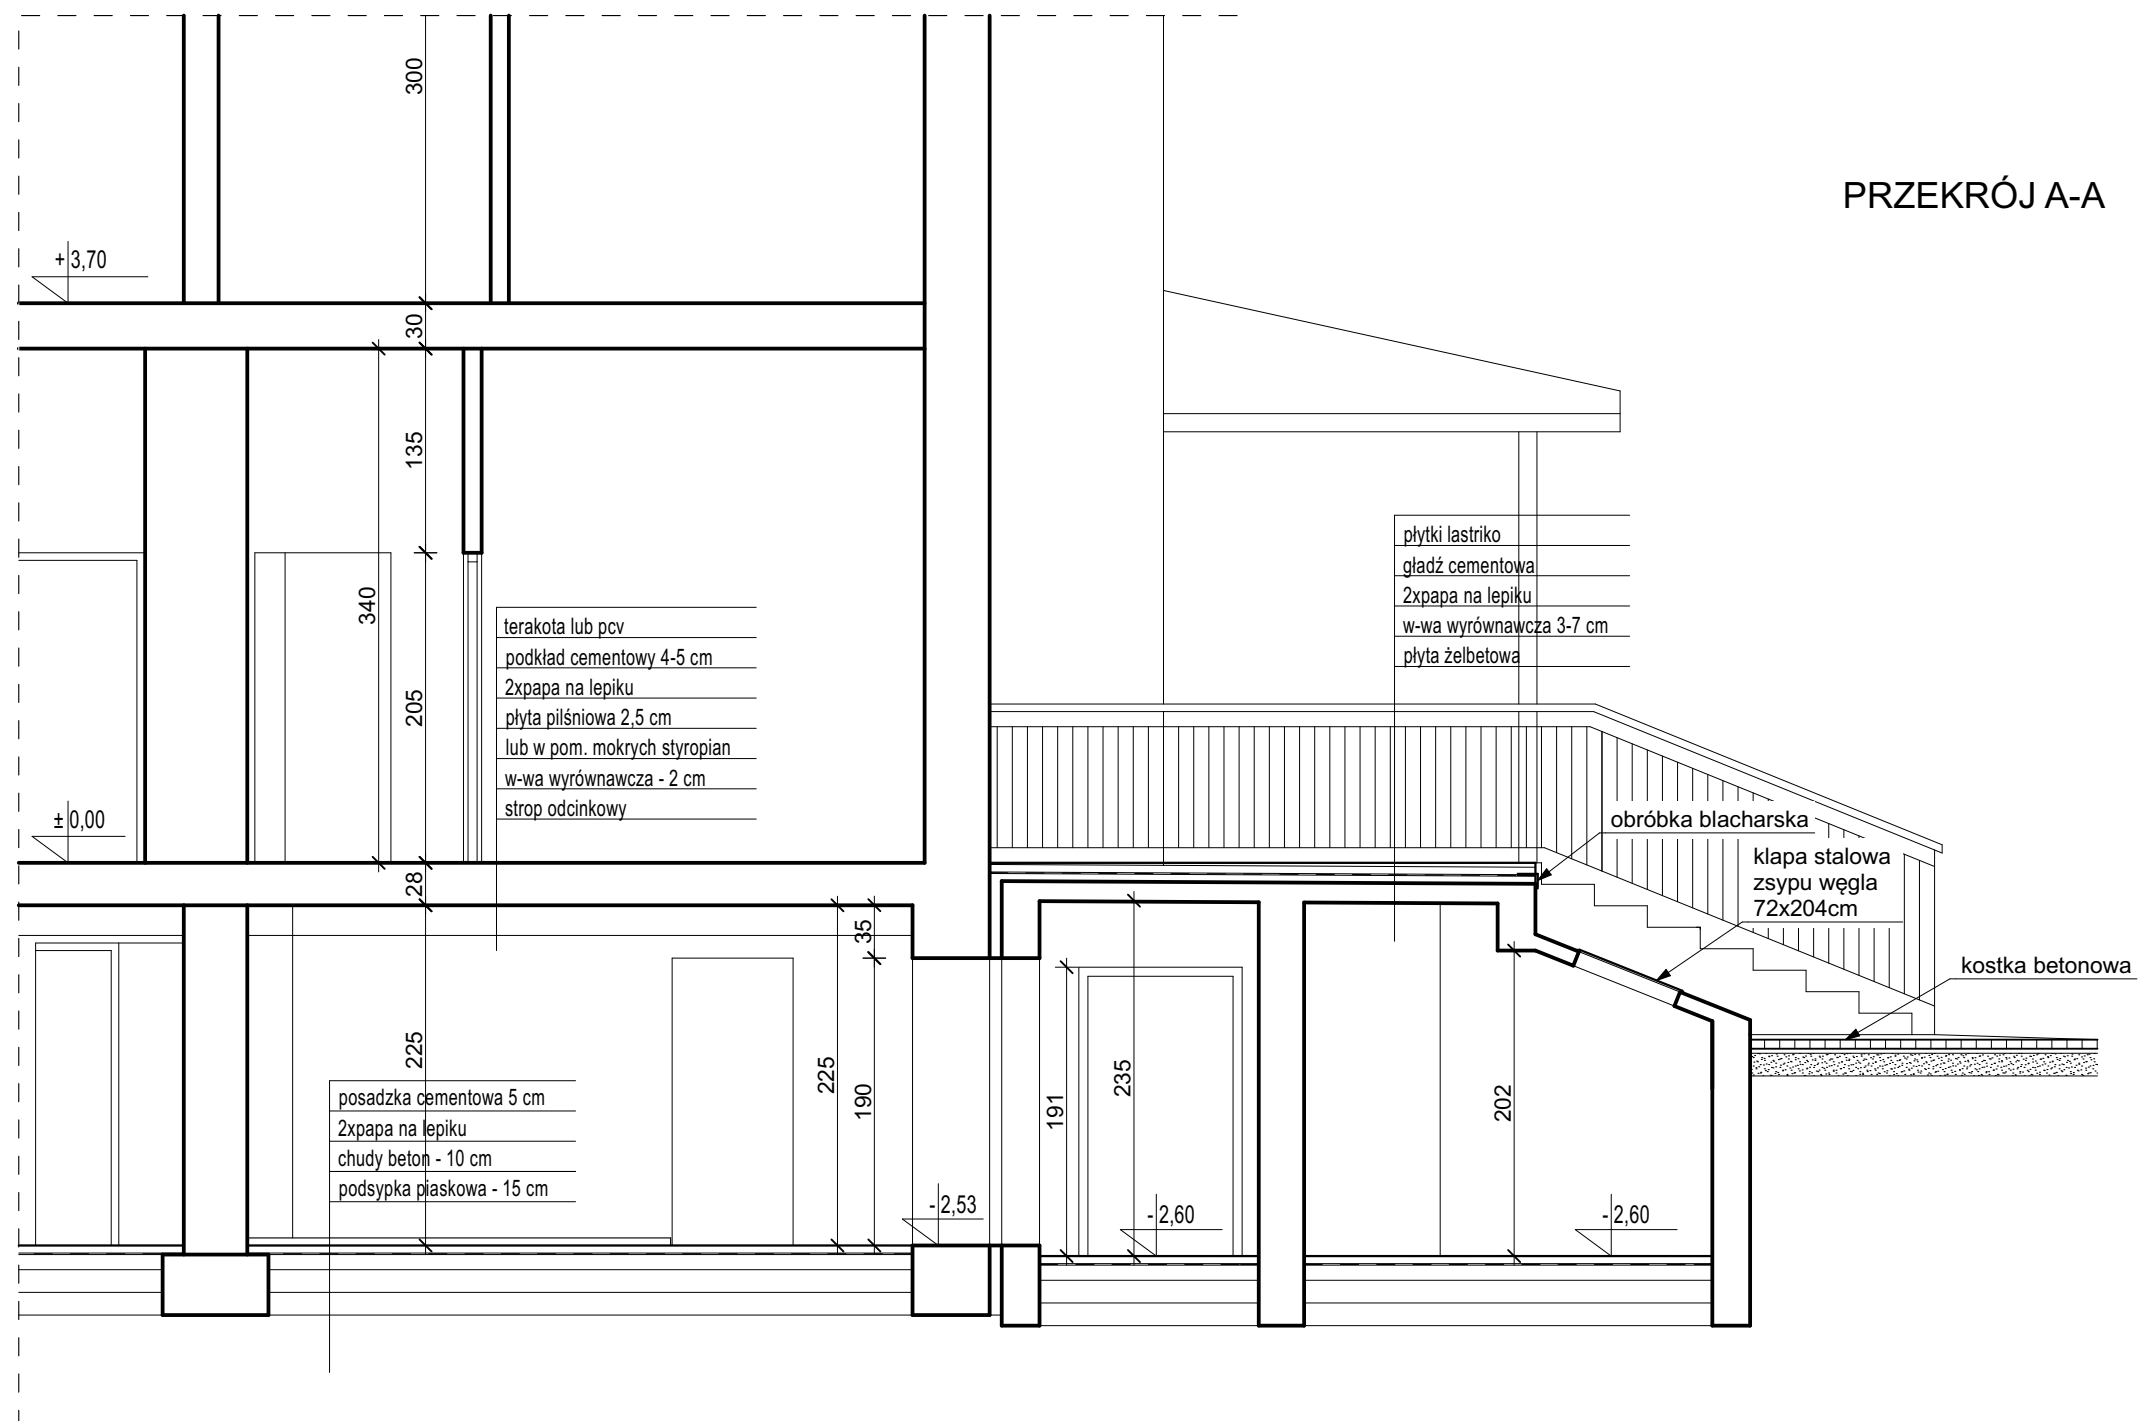 300
PRZEKRÓJ A-A
+ 3,70
30
135
340
205
płytki lastriko
gładź cementowa
2xpapa na lepiku
w-wa wyrównawcza 3-7 cm
płyta żelbetowa
terakota lub pcv
podkład cementowy 4-5 cm
2xpapa na lepiku
płyta pilśniowa 2,5 cm
lub w pom. mokrych styropian
w-wa wyrównawcza - 2 cm
strop odcinkowy
± 0,00
obróbka blacharska
klapa stalowa
zsypu węgla
72x204cm
28
35
kostka betonowa
225
225
190
191
235
202
posadzka cementowa 5 cm
2xpapa na lepiku
chudy beton - 10 cm
podsypka piaskowa - 15 cm
- 2,53
- 2,60
- 2,60